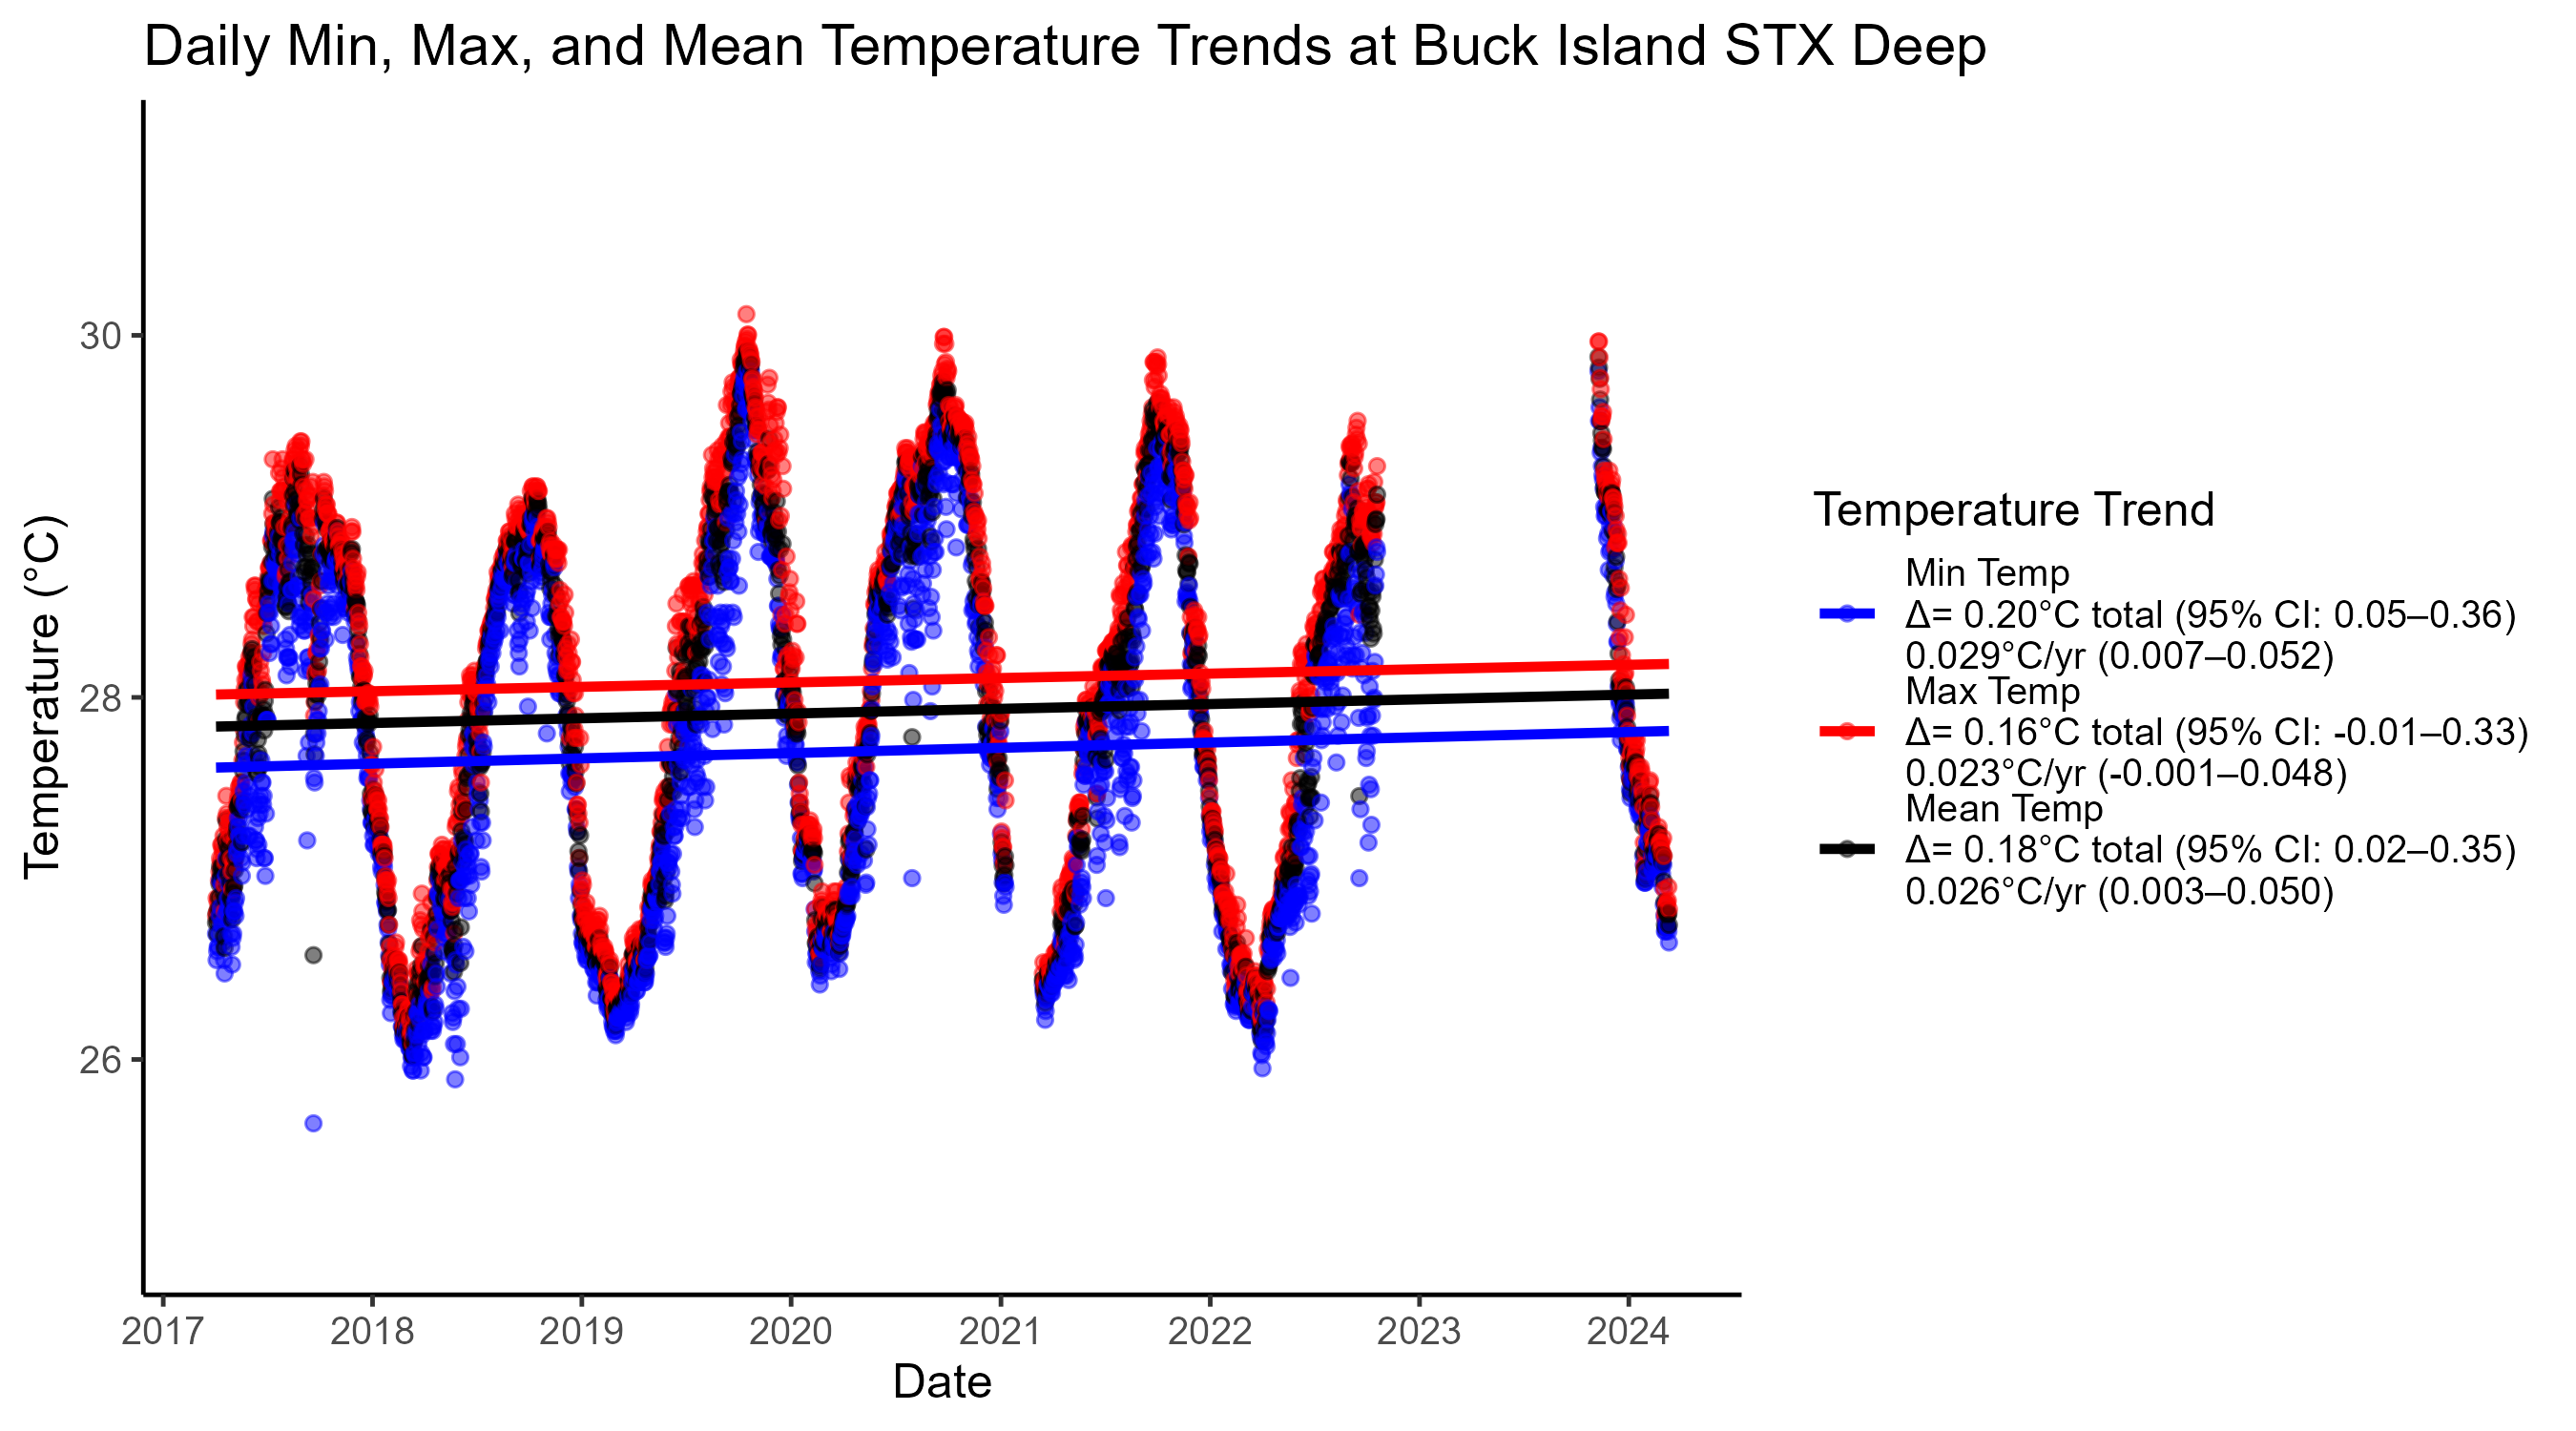 Daily Min, Max, and Mean Temperature Trends at Buck Island STX Deep
Temperature (°C)
30
28
26
2017 2018 2019 2020 2021 2022 2023 2024
Date
Temperature Trend
Min Temp
Δ= 0.20°C total (95% CI: 0.05–0.36)
0.029°C/yr (0.007–0.052)
Max Temp
Δ= 0.16°C total (95% CI: -0.01–0.33)
0.023°C/yr (-0.001–0.048)
Mean Temp
Δ= 0.18°C total (95% CI: 0.02–0.35)
0.026°C/yr (0.003–0.050)